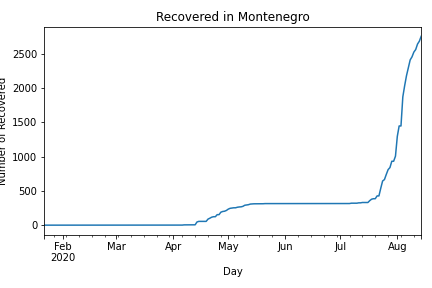 Recovered in Montenegro
Number of Recovered
2500
2000
1500
1000
500
0
Feb
2020
Mar
Apr
May
Jun
Jul
Aug
Day